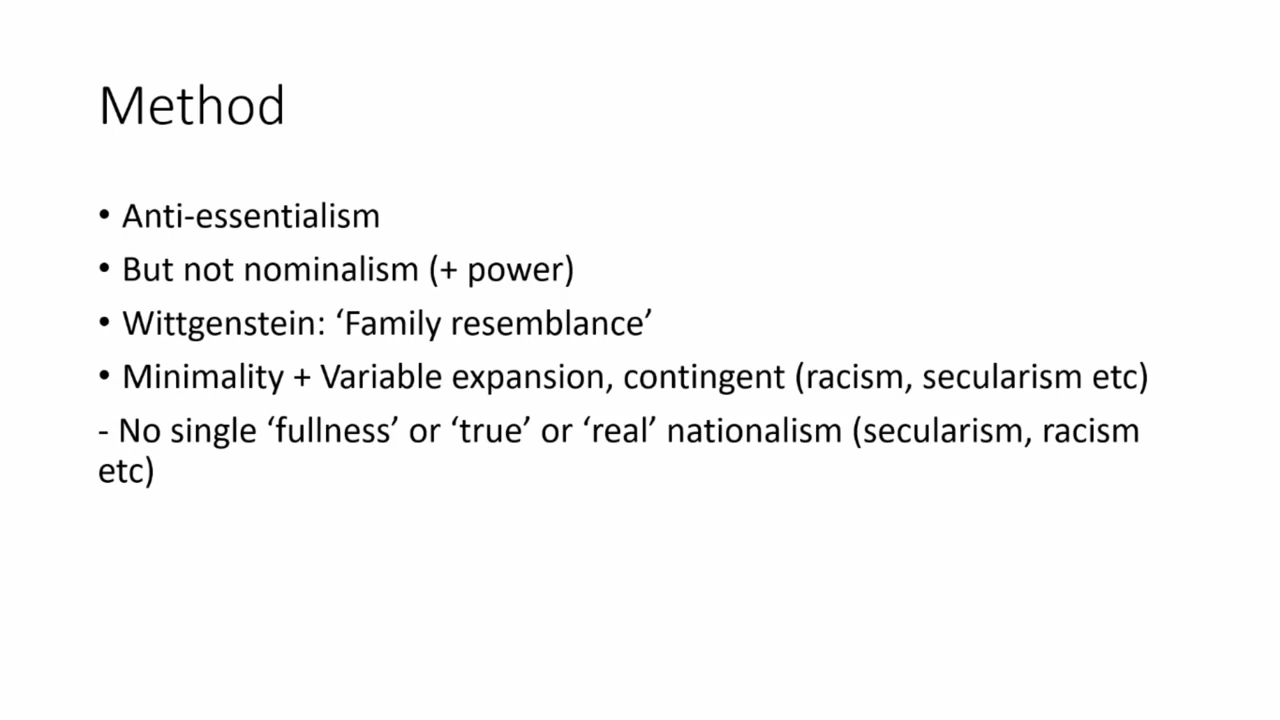 Method
• Anti-essentialism
• But not nominalism (+ power)
• Wittgenstein: ‘Family resemblance’
• Minimality + Variable expansion, contingent (racism, secularism etc)
- No single ‘fullness’ or ‘true’ or ‘real’ nationalism (secularism, racism
etc)